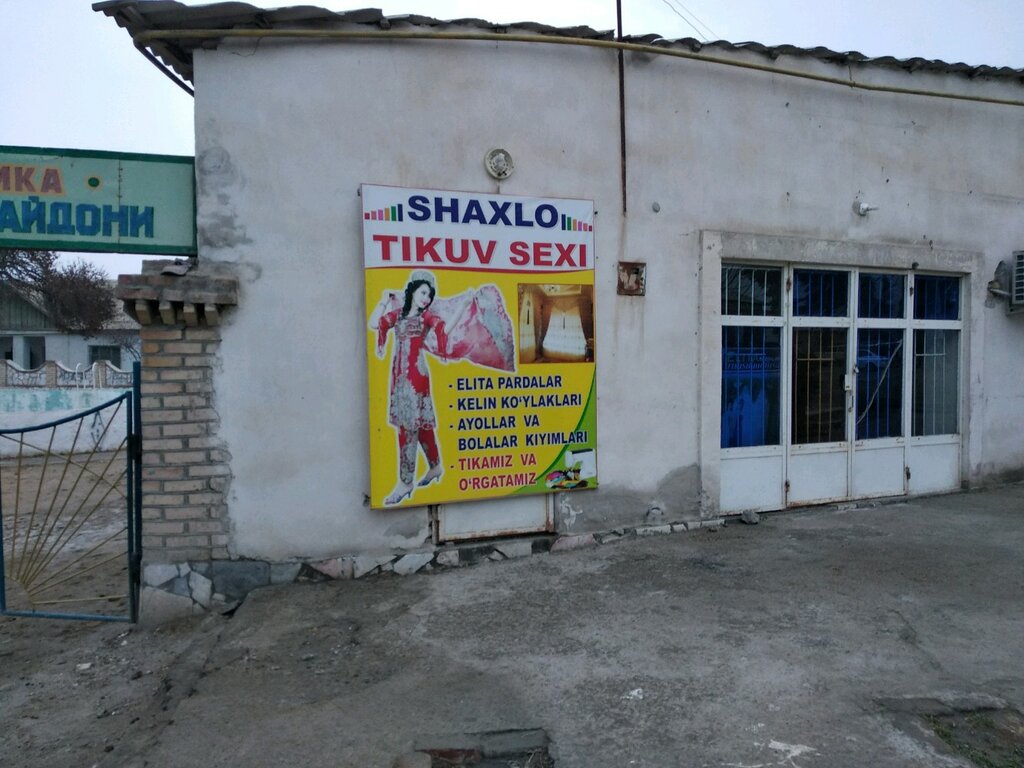 ИКА
АЙДОНИ
SHAXLO
TIKUV SEXI
- ELITA PARDALAR
- KELIN KO'YLAKLARI
- AYOLLAR VA
BOLALAR KIYIMLARI
- TIKAMIZ VA
O'RGATAMIZ